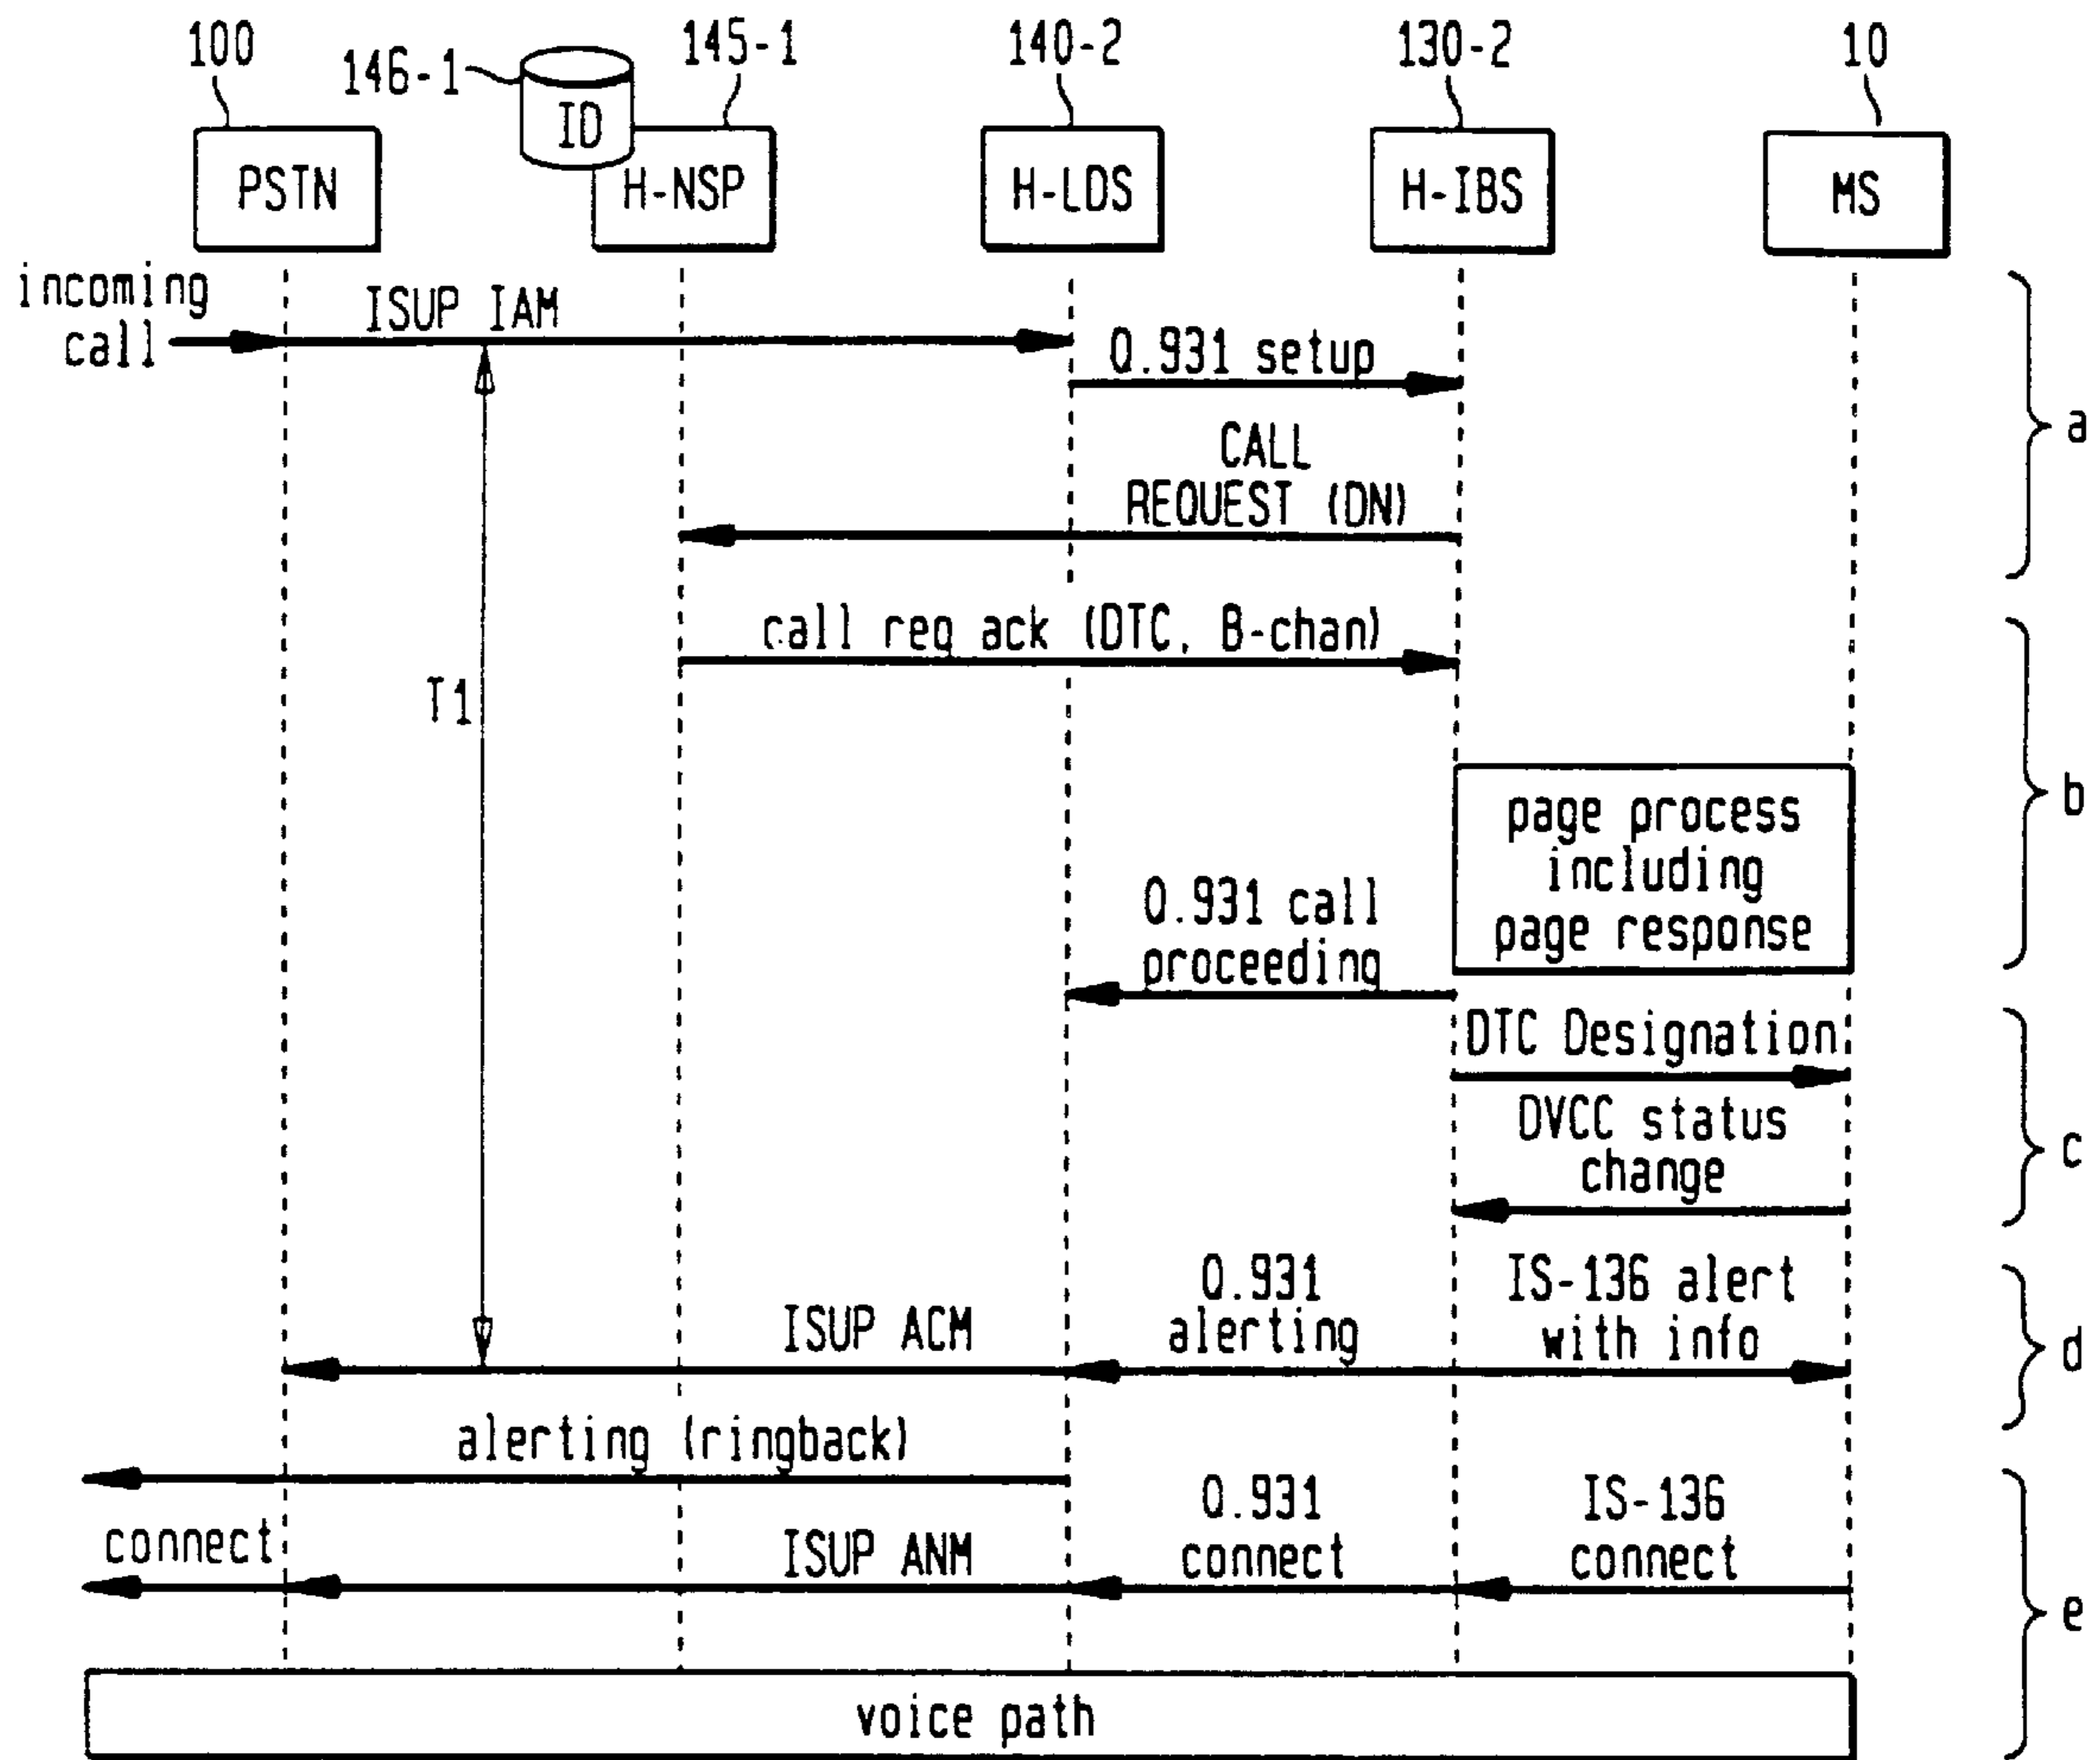 100
146-1
145-1
140-2
130-2
10
ID
PSTN
H-NSP
H-LDS
H-IBS
MS
incoming
call
ISUP IAM
Q.931 setup
CALL
REQUEST (DN)
a
call req ack (DTC, B-chan)
T1
b
page process
including
page response
Q.931 call
proceeding
DTC Designation
DVCC status
change
c
ISUP ACM
Q.931
alerting
IS-136 alert
with info
d
alerting (ringback)
connect
ISUP ANM
Q.931
connect
IS-136
connect
e
voice path